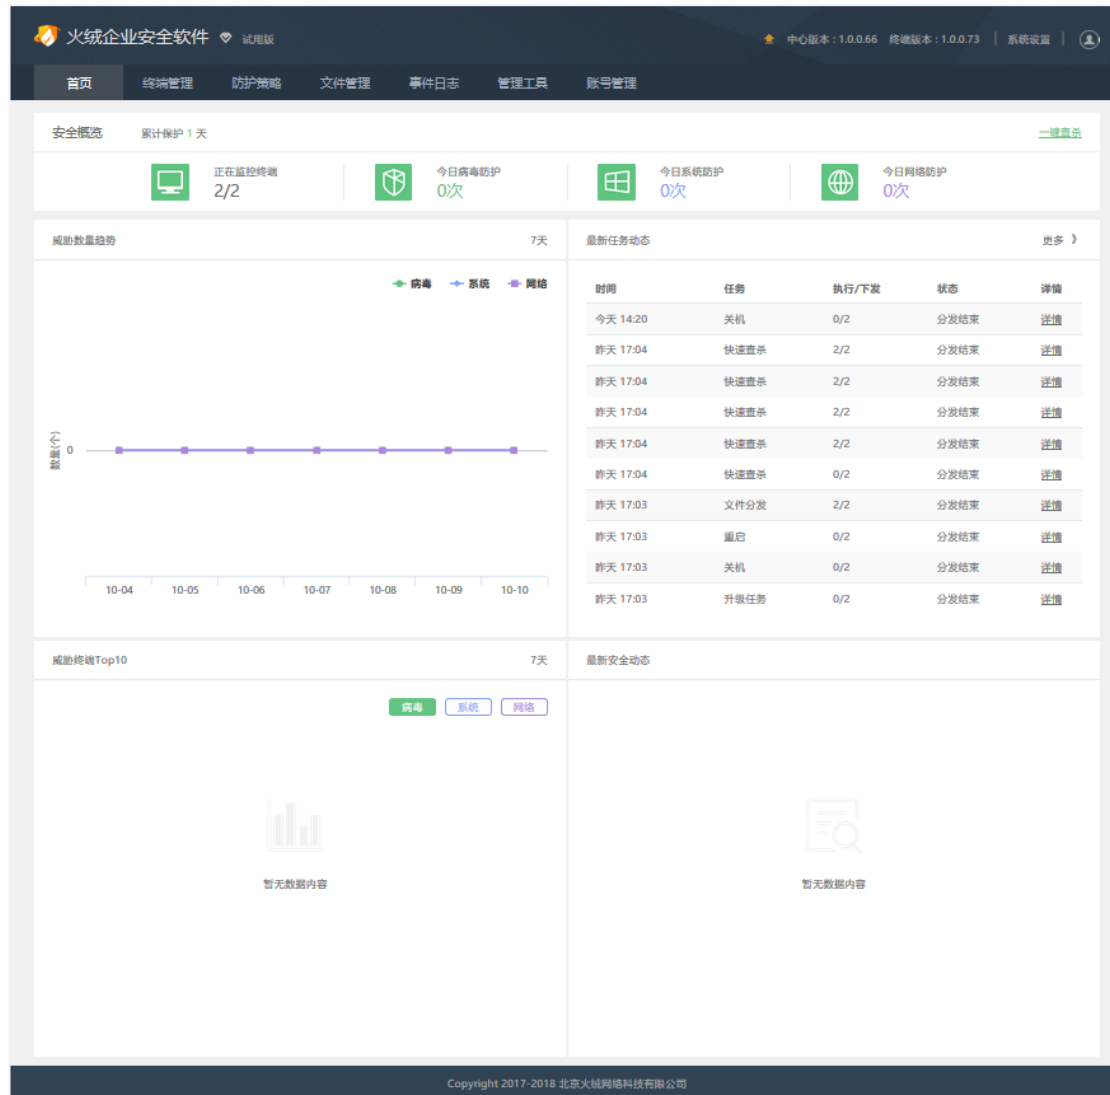 火绒企业安全软件 试用版 中心版本：1.0.0.66 终端版本：1.0.0.73 | 系统设置 |
首页 终端管理 防护策略 文件管理 事件日志 管理工具 账号管理
安全概览 累计保护 1 天 一键查杀
正在监控终端 今日病毒防护 今日系统防护 今日网络防护
2/2 0次 0次 0次
威胁数量趋势 7天
病毒 系统 网络
数量(个)
0
10-04 10-05 10-06 10-07 10-08 10-09 10-10
最新任务动态 更多 》
时间 任务 执行/下发 状态 详情
今天 14:20 关机 0/2 分发结束 详情
昨天 17:04 快速查杀 2/2 分发结束 详情
昨天 17:04 快速查杀 2/2 分发结束 详情
昨天 17:04 快速查杀 2/2 分发结束 详情
昨天 17:04 快速查杀 2/2 分发结束 详情
昨天 17:04 快速查杀 0/2 分发结束 详情
昨天 17:03 文件分发 2/2 分发结束 详情
昨天 17:03 重启 0/2 分发结束 详情
昨天 17:03 关机 0/2 分发结束 详情
昨天 17:03 升级任务 0/2 分发结束 详情
威胁终端Top10 7天
病毒 系统 网络
暂无数据内容
最新安全动态
暂无数据内容
Copyright 2017-2018 北京火绒网络科技有限公司